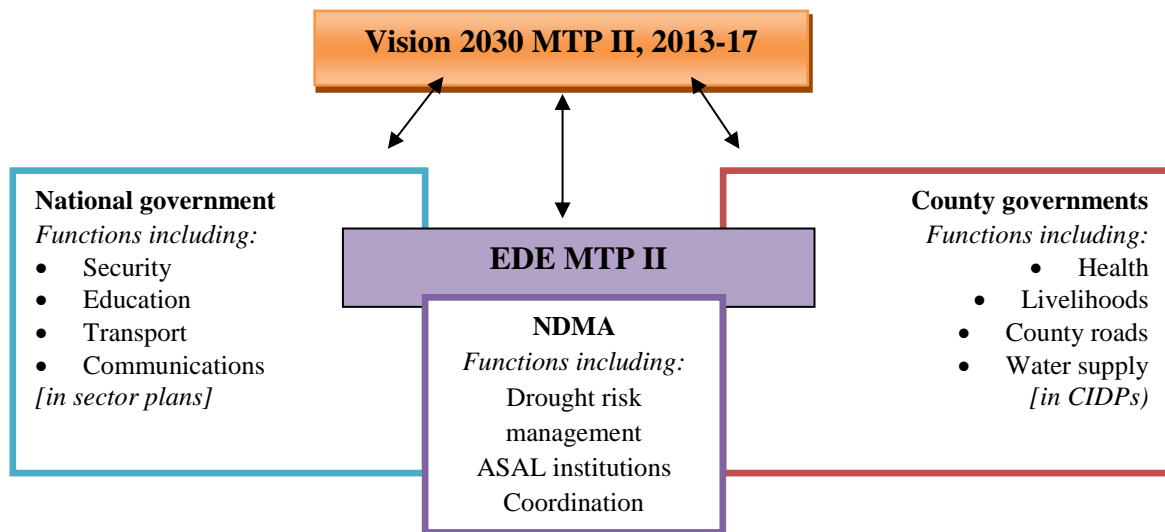 Vision 2030 MTP II, 2013-17
National government
Functions including:
• Security
• Education
• Transport
• Communications
[in sector plans]
EDE MTP II
NDMA
Functions including:
Drought risk
management
ASAL institutions
Coordination
County governments
Functions including:
• Health
• Livelihoods
• County roads
• Water supply
[in CIDPs)